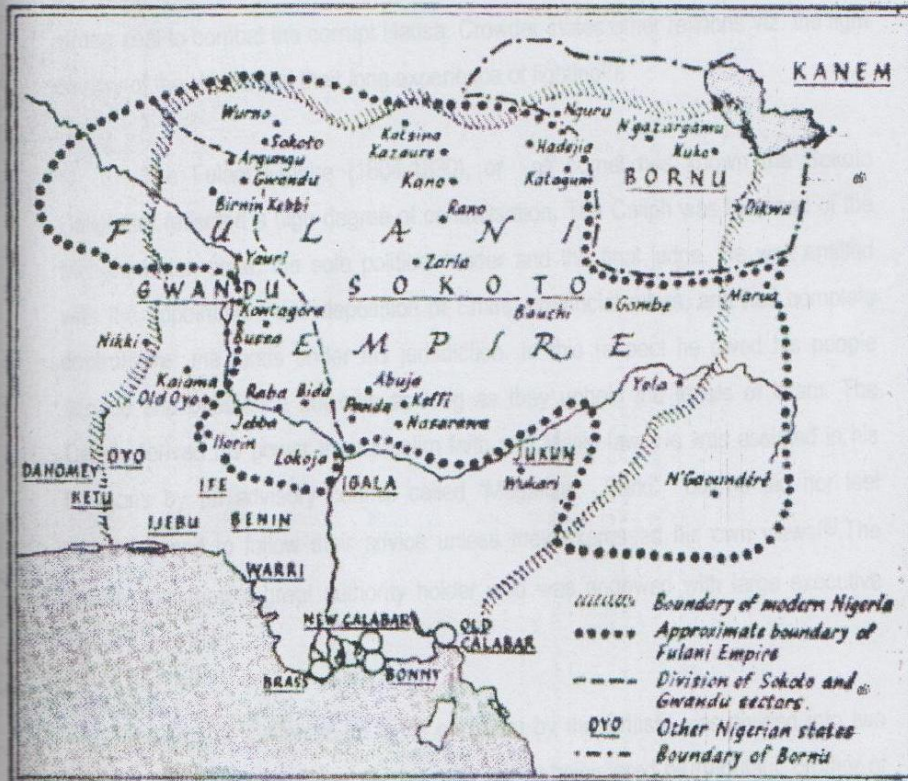 KANEM
Wurno
Sokoto
Argungu
Gwandu
Birnin Kebbi
Katsina
Kazaure
Kano
Rano
Nguru
Hadejia
Katagum
N'gazargamu
Kuka
BORNU
Dikwa
FULANI
Yauri
Zaria
GWANDU
SOKOTO
Kontagora
Bussa
Bauchi
Gombe
Marua
EMPIRE
Nikki
Kaiama
Old Oyo
Raba
Bida
Abuja
Panda
Keffi
Nasarawa
Yola
Jebba
Ilorin
Lokoja
JUKUN
Wukari
N'Gaoundéré
DAHOMEY
OYO
KETU
IFE
IGALA
IJEBU
BENIN
WARRI
NEW CALABAR
OLD CALABAR
BRASS
BONNY
Boundary of modern Nigeria
Approximate boundary of
Fulani Empire
Division of Sokoto and
Gwandu sectors.
OYO Other Nigerian states
Boundary of Bornu